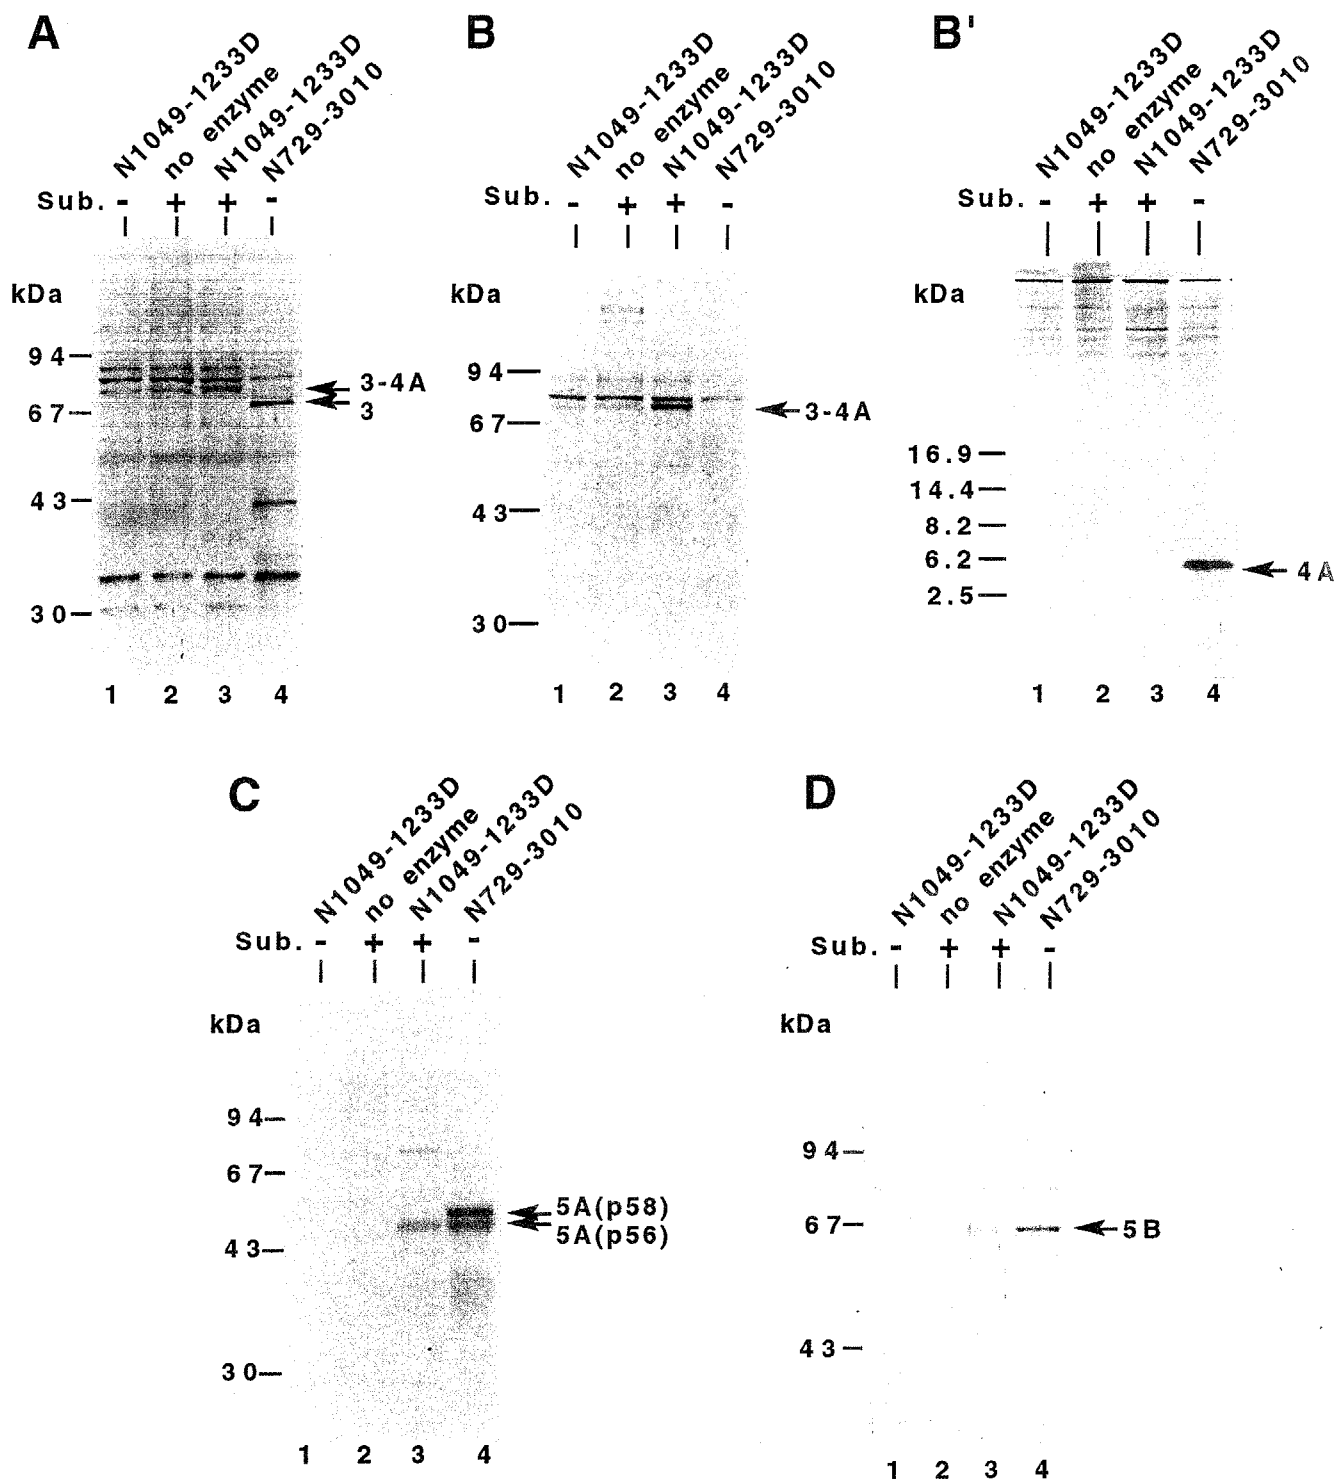 A
N1049-1233D
no enzyme
N1049-1233D
N729-3010
Sub. - + + -
kDa
94
67
43
30
3-4A
3
1 2 3 4
B
N1049-1233D
no enzyme
N1049-1233D
N729-3010
Sub. - + + -
kDa
94
67
43
30
3-4A
1 2 3 4
B'
N1049-1233D
no enzyme
N1049-1233D
N729-3010
Sub. - + + -
kDa
16.9
14.4
8.2
6.2
2.5
4A
1 2 3 4
C
N1049-1233D
no enzyme
N1049-1233D
N729-3010
Sub. - + + -
kDa
94
67
43
30
5A(p58)
5A(p56)
1 2 3 4
D
N1049-1233D
no enzyme
N1049-1233D
N729-3010
Sub. - + + -
kDa
94
67
43
5B
1 2 3 4